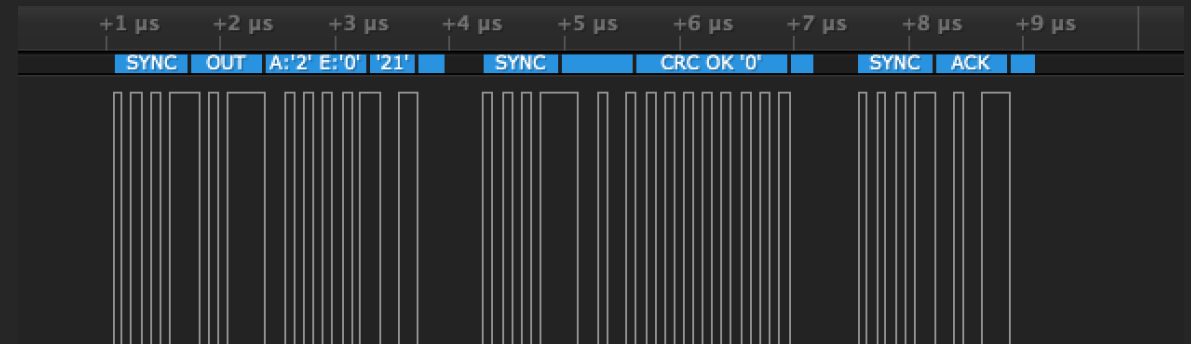 +1 µs +2 µs +3 µs +4 µs +5 µs +6 µs +7 µs +8 µs +9 µs
SYNC OUT A:'2' E:'0' '21' SYNC CRC OK '0' SYNC ACK